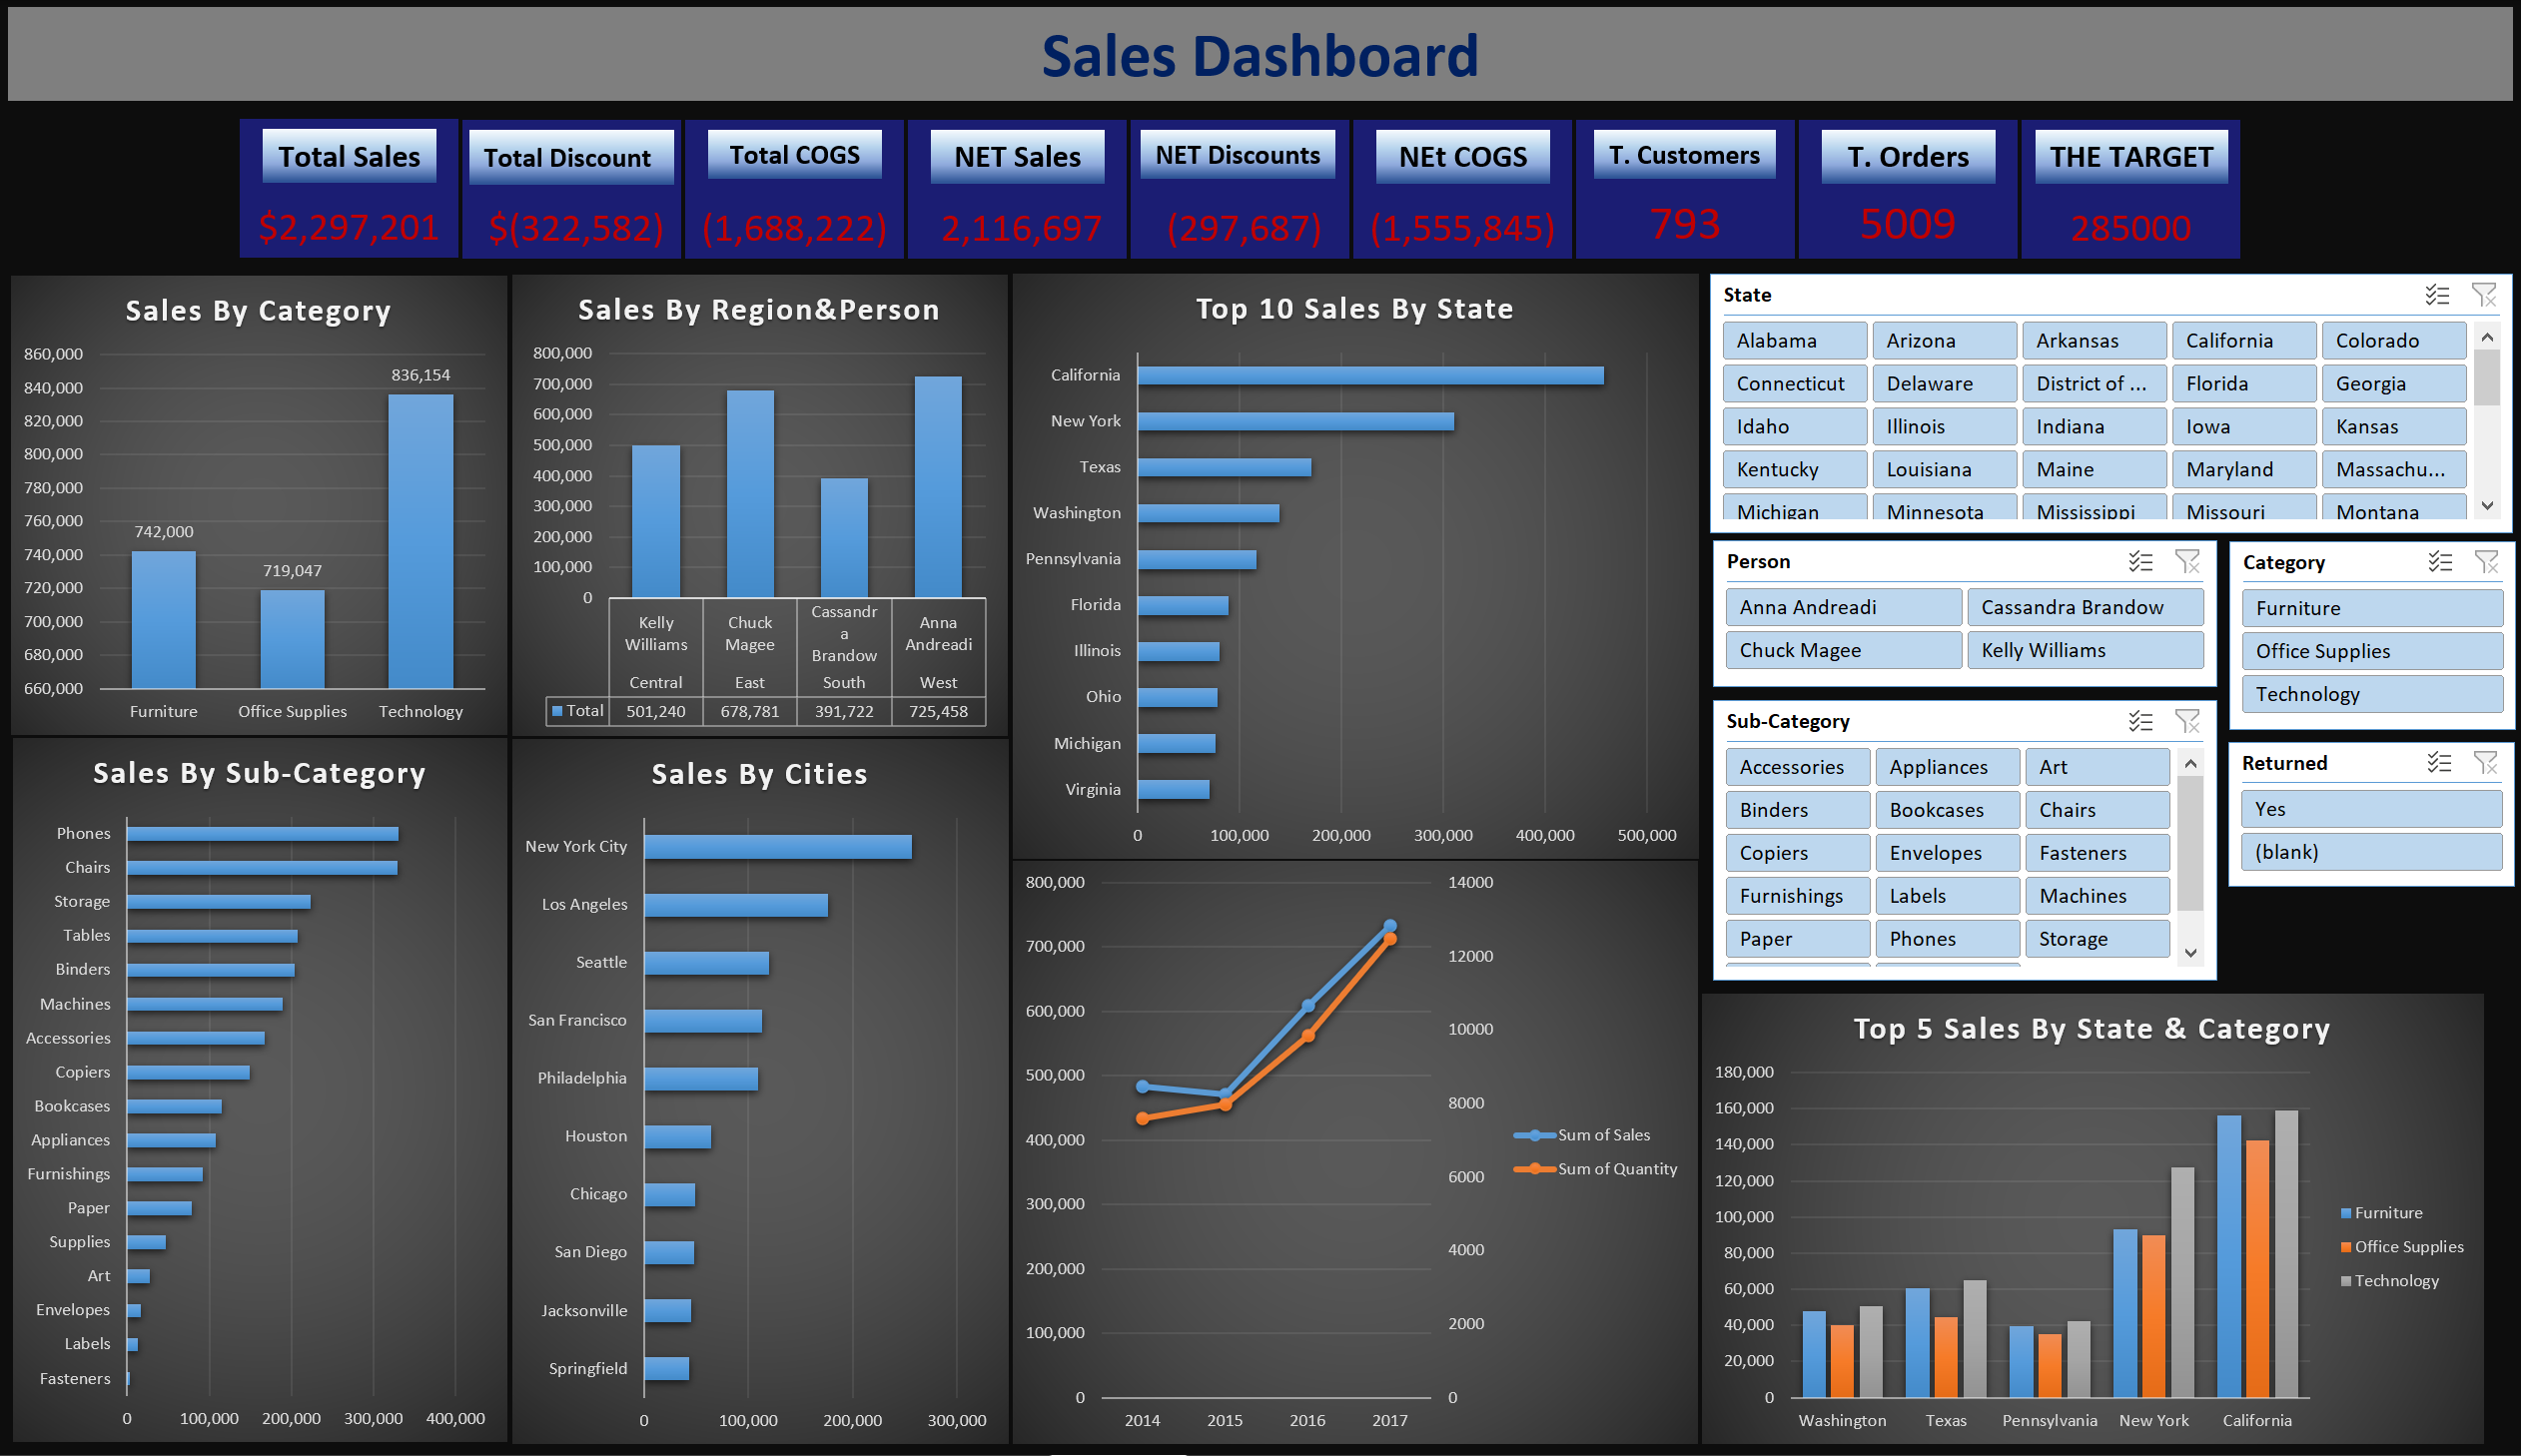 Sales Dashboard
Total Sales
$2,297,201
Total Discount
$(322,582)
Total COGS
(1,688,222)
NET Sales
2,116,697
NET Discounts
(297,687)
NEt COGS
(1,555,845)
T. Customers
793
T. Orders
5009
THE TARGET
285000
Sales By Category
860,000
840,000
820,000
800,000
780,000
760,000
740,000
720,000
700,000
680,000
660,000
742,000
719,047
836,154
Furniture
Office Supplies
Technology
Sales By Region&Person
800,000
700,000
600,000
500,000
400,000
300,000
200,000
100,000
0
Kelly
Williams
Chuck
Magee
Cassandr
a
Brandow
Anna
Andreadi
Central
East
South
West
Total
501,240
678,781
391,722
725,458
Top 10 Sales By State
California
New York
Texas
Washington
Pennsylvania
Florida
Illinois
Ohio
Michigan
Virginia
0
100,000
200,000
300,000
400,000
500,000
State
Alabama
Arizona
Arkansas
California
Colorado
Connecticut
Delaware
District of ...
Florida
Georgia
Idaho
Illinois
Indiana
Iowa
Kansas
Kentucky
Louisiana
Maine
Maryland
Massachu...
Michigan
Minnesota
Mississippi
Missouri
Montana
Person
Anna Andreadi
Cassandra Brandow
Chuck Magee
Kelly Williams
Category
Furniture
Office Supplies
Technology
Sub-Category
Accessories
Appliances
Art
Binders
Bookcases
Chairs
Copiers
Envelopes
Fasteners
Furnishings
Labels
Machines
Paper
Phones
Storage
Returned
Yes
(blank)
Sales By Sub-Category
Phones
Chairs
Storage
Tables
Binders
Machines
Accessories
Copiers
Bookcases
Appliances
Furnishings
Paper
Supplies
Art
Envelopes
Labels
Fasteners
0
100,000
200,000
300,000
400,000
Sales By Cities
New York City
Los Angeles
Seattle
San Francisco
Philadelphia
Houston
Chicago
San Diego
Jacksonville
Springfield
0
100,000
200,000
300,000
800,000
700,000
600,000
500,000
400,000
300,000
200,000
100,000
0
14000
12000
10000
8000
6000
4000
2000
0
2014
2015
2016
2017
Sum of Sales
Sum of Quantity
Top 5 Sales By State & Category
180,000
160,000
140,000
120,000
100,000
80,000
60,000
40,000
20,000
0
Washington
Texas
Pennsylvania
New York
California
Furniture
Office Supplies
Technology